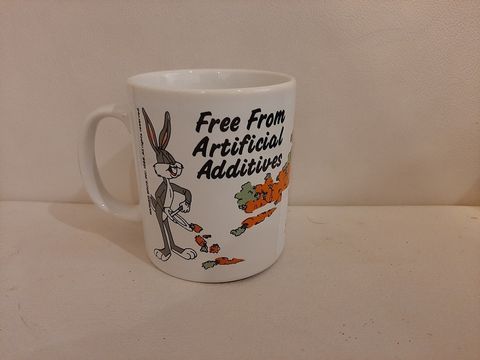 Free From
Artificial
Additives